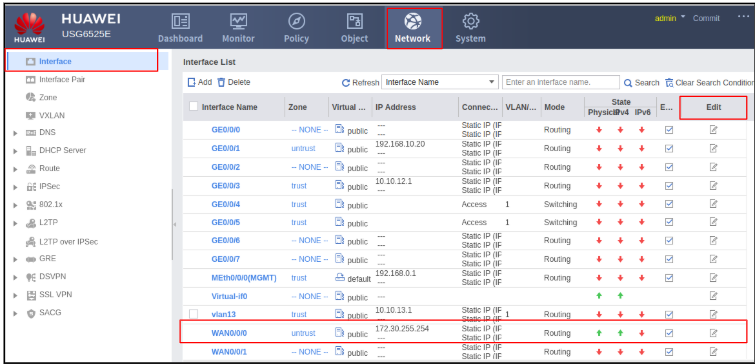 HUAWEI
HUAWEI
USG6525E
Dashboard
Monitor
Policy
Object
Network
System
admin
Commit
Interface
Interface Pair
Zone
VXLAN
DNS
DHCP Server
Route
IPSec
802.1x
L2TP
L2TP over IPSec
GRE
DSVPN
SSL VPN
SACG
Interface List
Add Delete Refresh Interface Name Enter an interface name. Search Clear Search Condition
Interface Name Zone Virtual ... IP Address Connec... VLAN/... Mode State E... Edit
IPv4 IPv6
GE0/0/0 -- NONE -- public --- --- Static IP (IF Static IP (IF Routing
GE0/0/1 untrust public 192.168.10.20 --- Static IP (IF Static IP (IF Routing
GE0/0/2 -- NONE -- public --- --- Static IP (IF Static IP (IF Routing
GE0/0/3 trust public 10.10.12.1 --- Static IP (IF Static IP (IF Routing
GE0/0/4 trust public Access 1 Switching
GE0/0/5 trust public Access 1 Switching
GE0/0/6 -- NONE -- public --- --- Static IP (IF Static IP (IF Routing
GE0/0/7 -- NONE -- public --- --- Static IP (IF Static IP (IF Routing
MEth0/0/0(MGMT) trust default 192.168.0.1 --- Static IP (IF Static IP (IF Routing
Virtual-if0 -- NONE -- public ---
vlan13 trust public 10.10.13.1 --- Static IP (IF Static IP (IF 1 Routing
WAN0/0/0 untrust public 172.30.255.254 --- Static IP (IF Static IP (IF Routing
WAN0/0/1 -- NONE -- public --- --- Static IP (IF Static IP (IF Routing